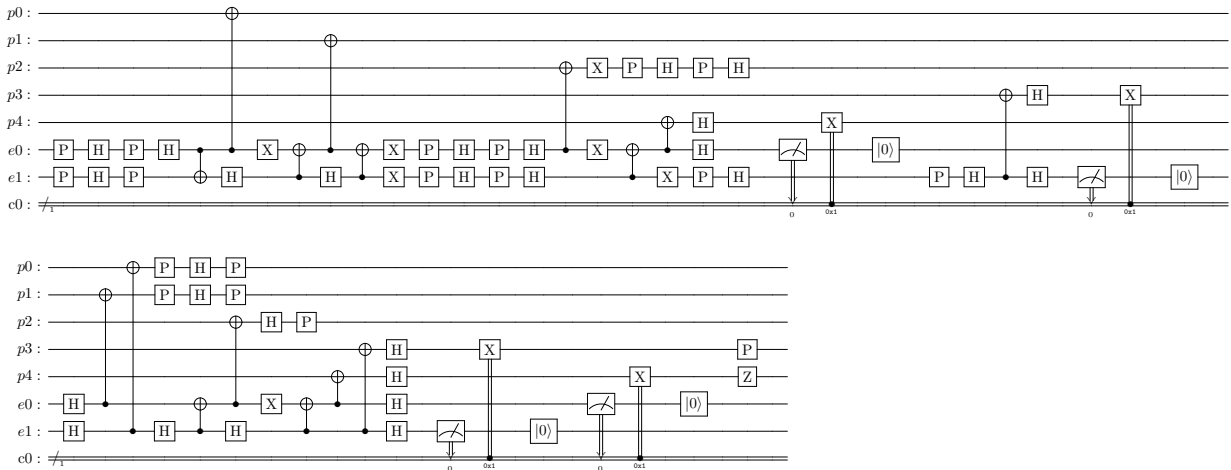 p0 :
p1 :
p2 : X P H P H
p3 : H X
p4 : H X
e0 : P H P H X X P H P H X H |0⟩
e1 : P H P H H X P H P H X P H P H H |0⟩
c0 : /1 0 0x1 0 0x1
p0 : P H P
p1 : P H P
p2 : H P
p3 : H X P
p4 : H X Z
e0 : H X H |0⟩
e1 : H H H H |0⟩
c0 : /1 0 0x1 0 0x1